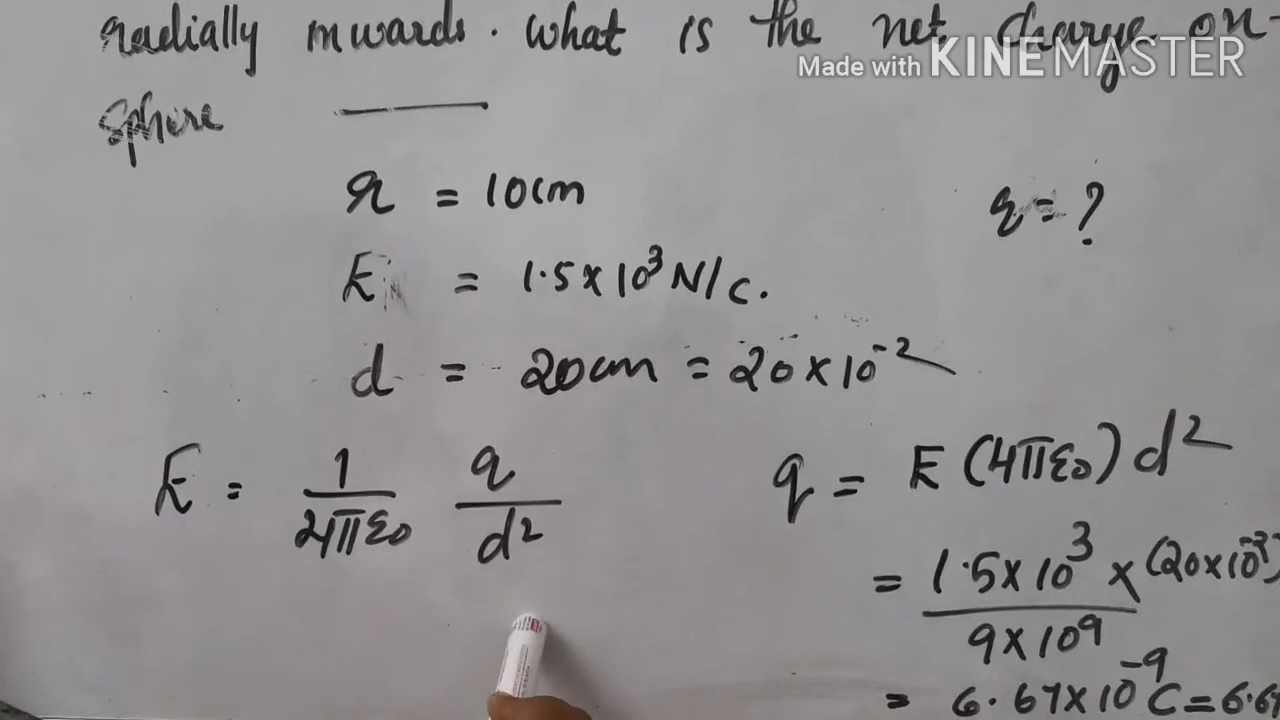 radially inwards. what is the net charge on
Made with KINEMASTER
sphere
r = 10cm
q = ?
E = 1.5×10³ N/C.
d = 20cm = 20×10⁻²
E = 1/4πε₀ q/d²
q = E (4πε₀) d²
= 1.5×10³ × (20×10⁻²)
9×10⁹
= 6.67×10⁻⁹ C = 6.6